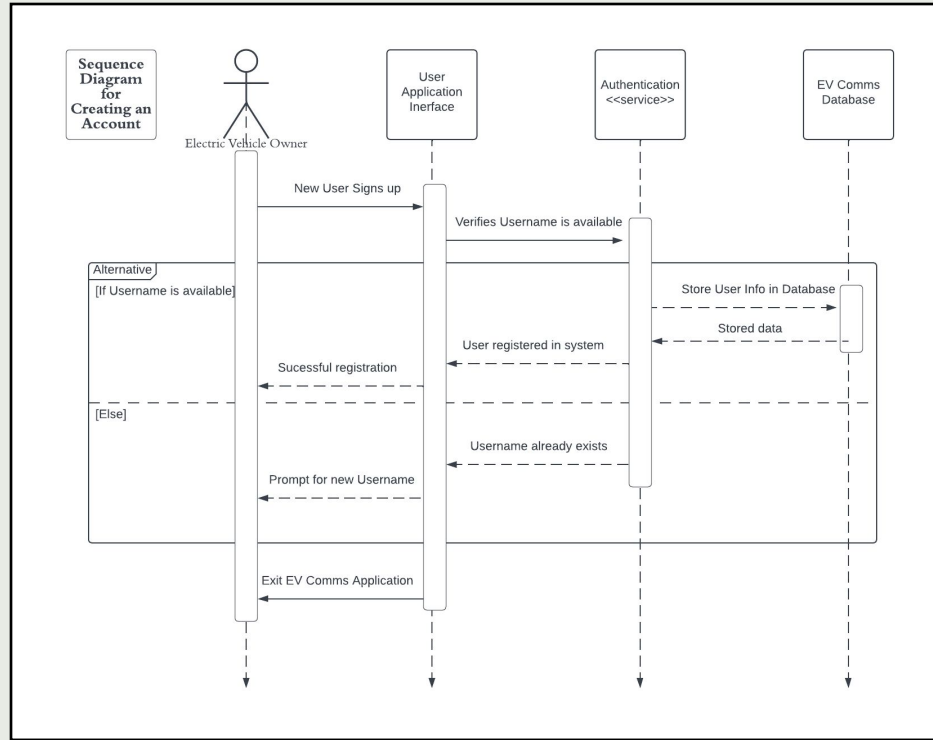 Sequence
Diagram
for
Creating an
Account
Electric Vehicle Owner
User
Application
Inerface
Authentication
<<service>>
EV Comms
Database
New User Signs up
Verifies Username is available
Alternative
[If Username is available]
Store User Info in Database
Stored data
User registered in system
Sucessful registration
[Else]
Username already exists
Prompt for new Username
Exit EV Comms Application